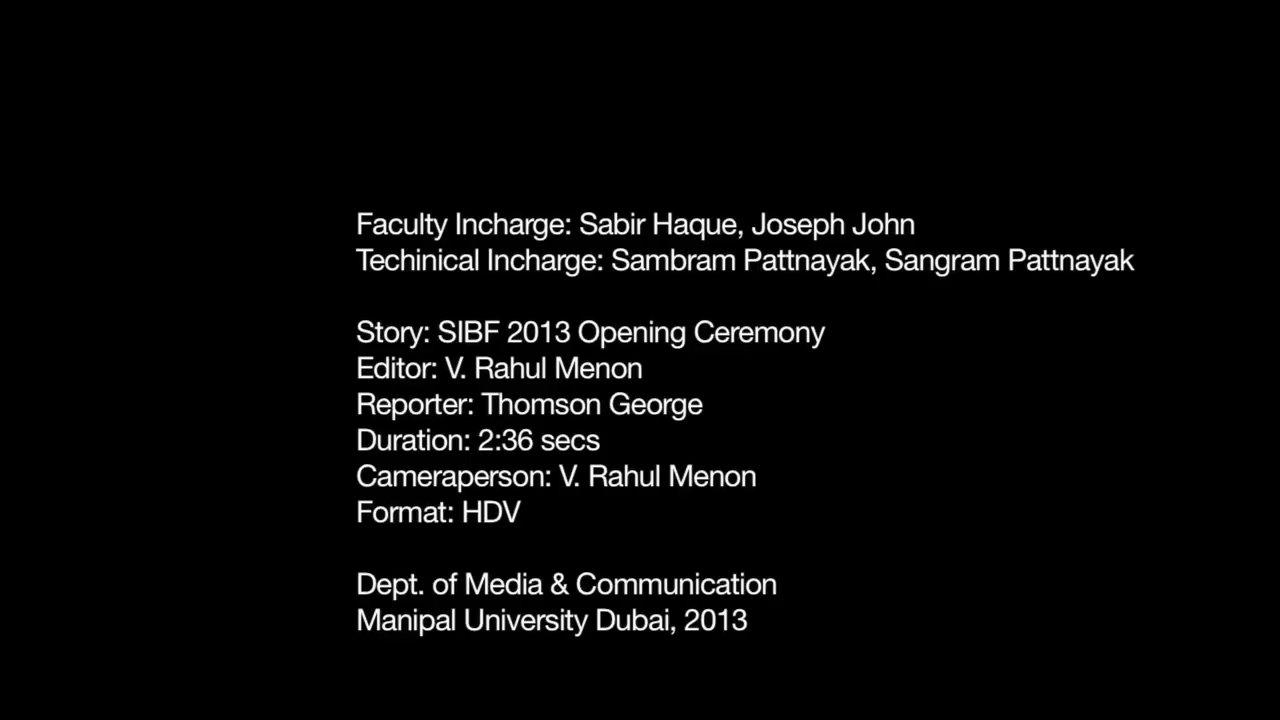 Faculty Incharge: Sabir Haque, Joseph John
Techinical Incharge: Sambram Pattnayak, Sangram Pattnayak
Story: SIBF 2013 Opening Ceremony
Editor: V. Rahul Menon
Reporter: Thomson George
Duration: 2:36 secs
Cameraperson: V. Rahul Menon
Format: HDV
Dept. of Media & Communication
Manipal University Dubai, 2013